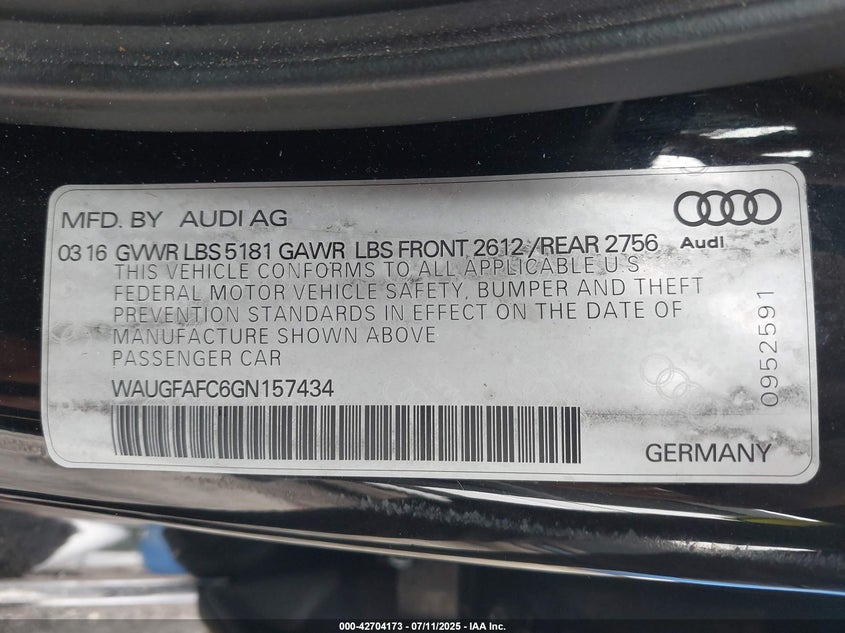 MFD. BY AUDI AG
Audi
03 16 GVWR LBS 5181 GAWR LBS FRONT 2612 /REAR 2756
THIS VEHICLE CONFORMS TO ALL APPLICABLE U.S
FEDERAL MOTOR VEHICLE SAFETY, BUMPER AND THEFT
PREVENTION STANDARDS IN EFFECT ON THE DATE OF
MANUFACTURE SHOWN ABOVE
PASSENGER CAR
WAUGFAFC6GN157434
0952591
GERMANY
000-42704173 - 07/11/2025 - IAA Inc.